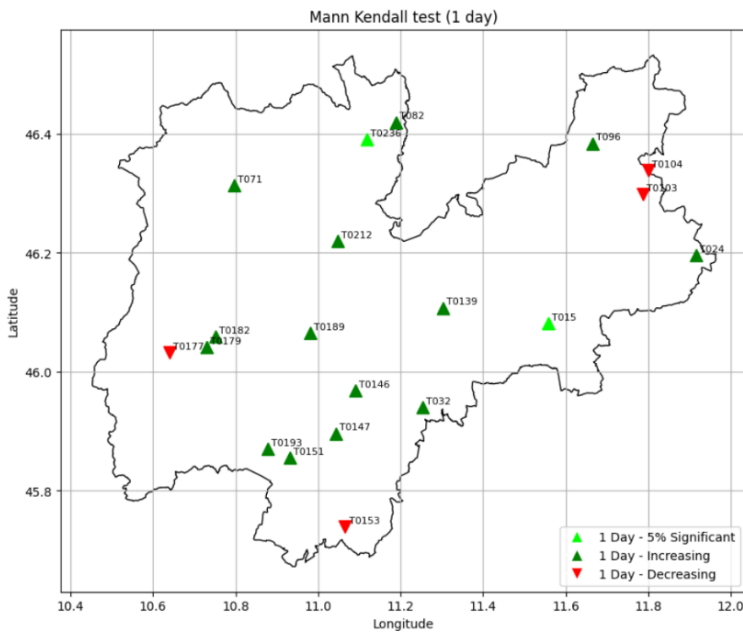 Mann Kendall test (1 day)
T082
T0236
T096
T0104
T071
T0103
T0212
T024
T0139
T015
T0182
T0189
T0179
T0177
T0146
T032
T0147
T0193
T0151
T0153
46.4
46.2
46.0
45.8
Latitude
10.4 10.6 10.8 11.0 11.2 11.4 11.6 11.8 12.0
Longitude
1 Day - 5% Significant
1 Day - Increasing
1 Day - Decreasing